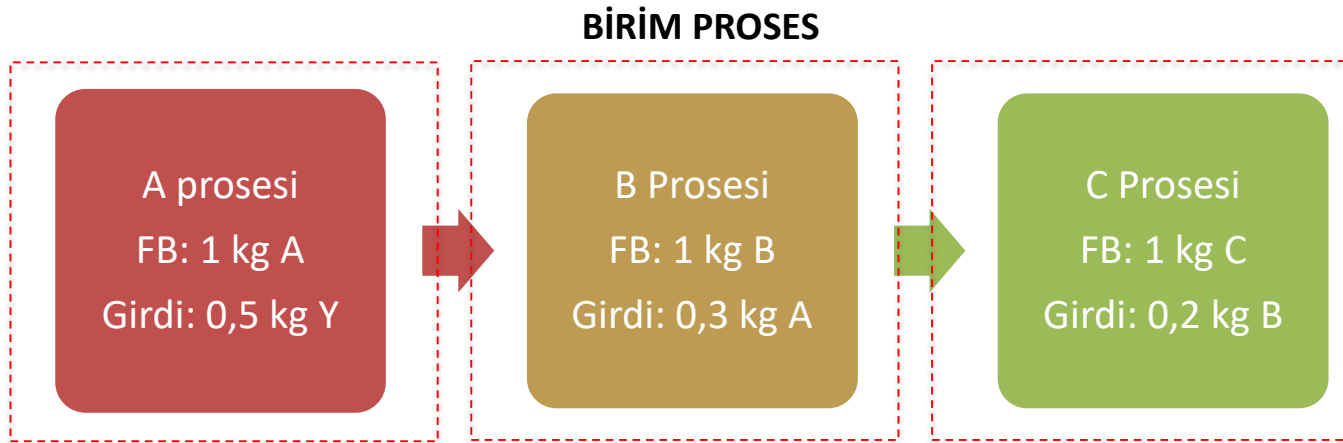 BİRİM PROSES
A prosesi
FB: 1 kg A
Girdi: 0,5 kg Y
B Prosesi
FB: 1 kg B
Girdi: 0,3 kg A
C Prosesi
FB: 1 kg C
Girdi: 0,2 kg B